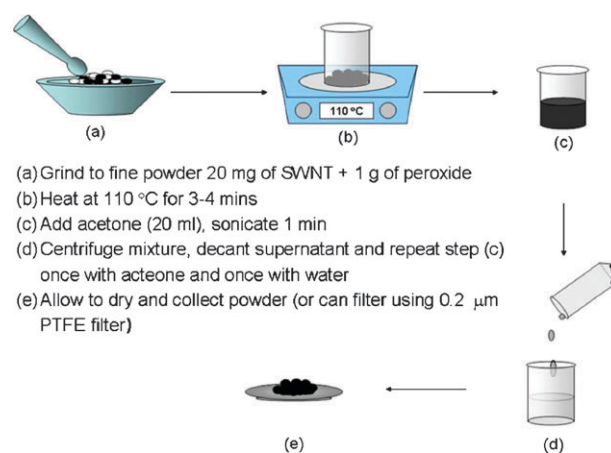 (a)
110 °C
(b)
(c)
(a) Grind to fine powder 20 mg of SWNT + 1 g of peroxide
(b) Heat at 110 °C for 3-4 mins
(c) Add acetone (20 ml), sonicate 1 min
(d) Centrifuge mixture, decant supernatant and repeat step (c)
once with acteone and once with water
(e) Allow to dry and collect powder (or can filter using 0.2 μm
PTFE filter)
(e)
(d)